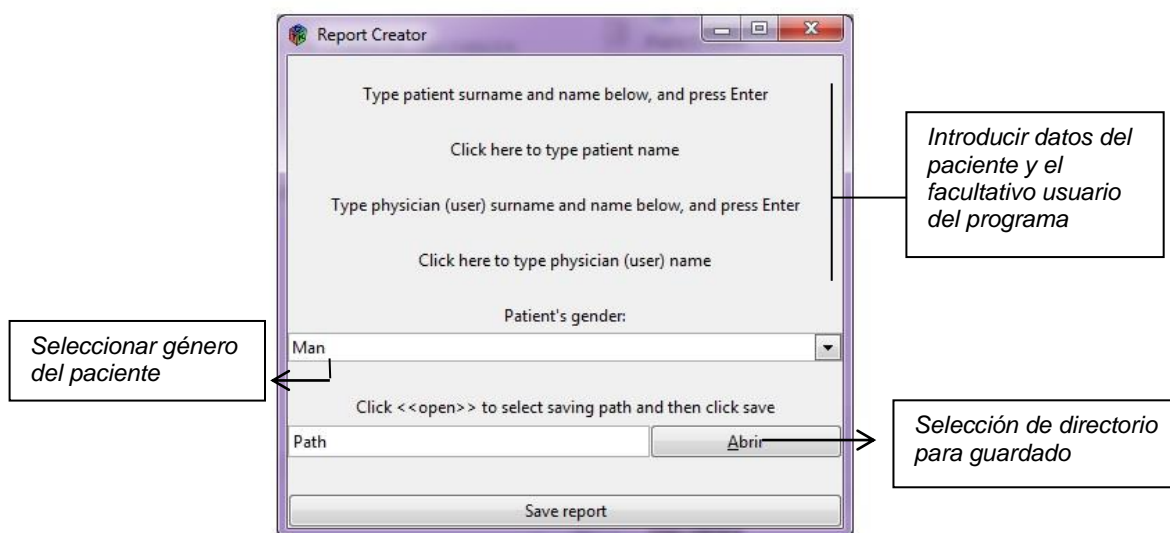 Report Creator
Type patient surname and name below, and press Enter
Click here to type patient name
Type physician (user) surname and name below, and press Enter
Click here to type physician (user) name
Introducir datos del
paciente y el
facultativo usuario
del programa
Patient's gender:
Man
Seleccionar género
del paciente
Click <<open>> to select saving path and then click save
Path
Abrir
Selección de directorio
para guardado
Save report